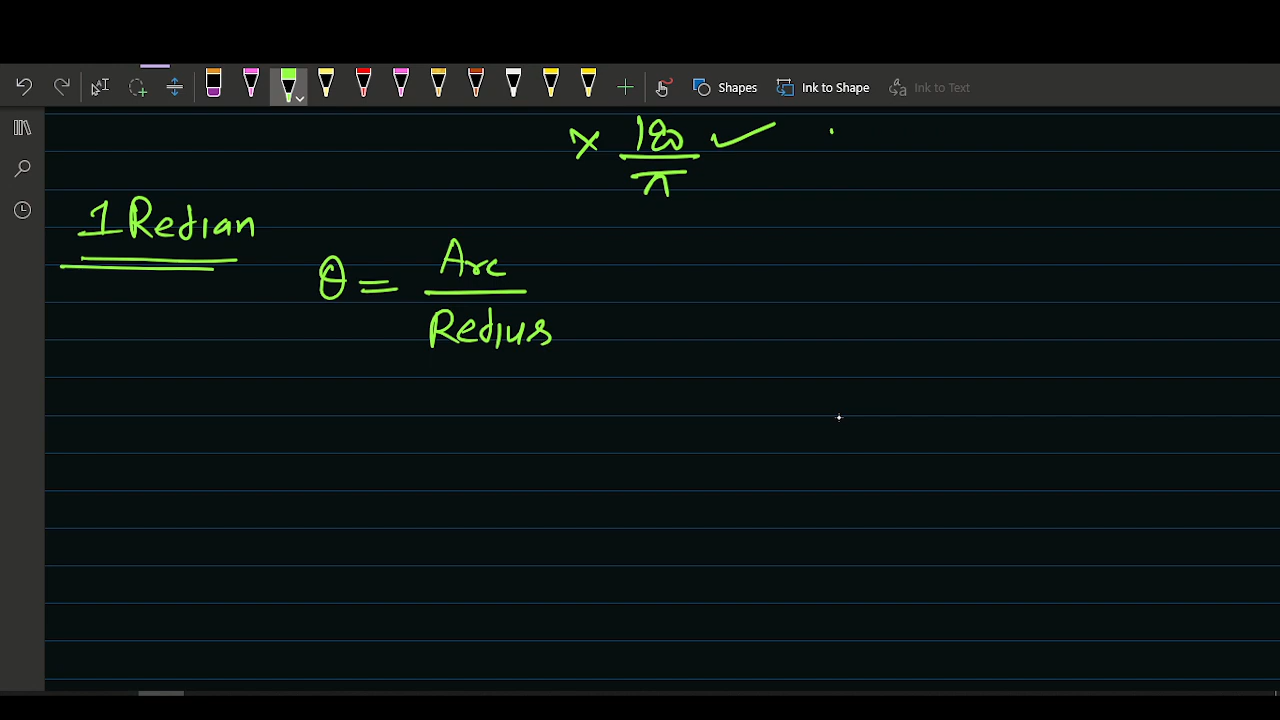 Shapes Ink to Shape Ink to Text
× 180/π ✓
1 Redian
θ = Arc/Redius